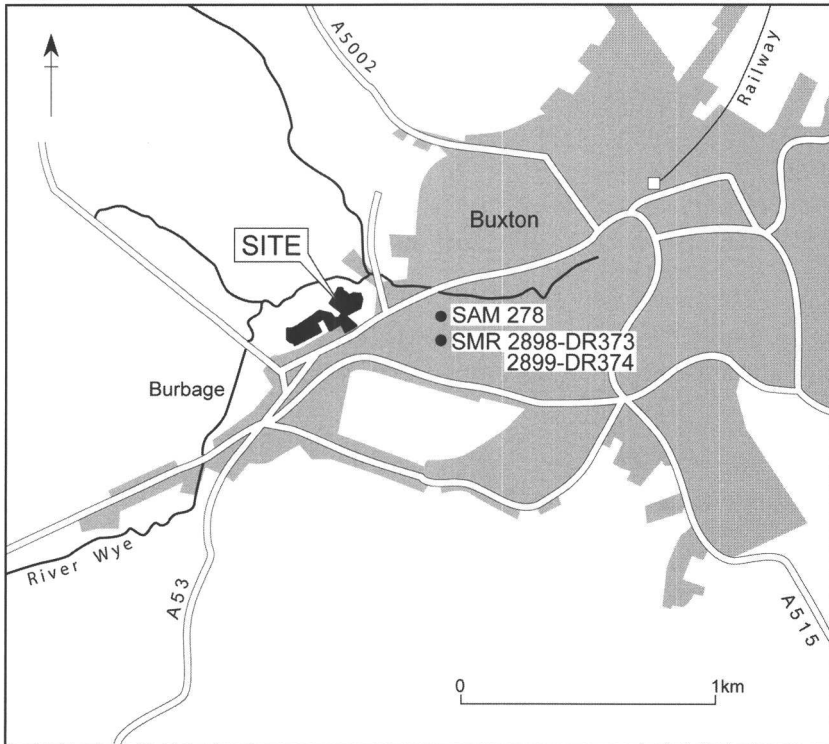 A5002
Railway
Buxton
SITE
SAM 278
SMR 2898-DR373
2899-DR374
Burbage
River Wye
A53
A515
0
1km